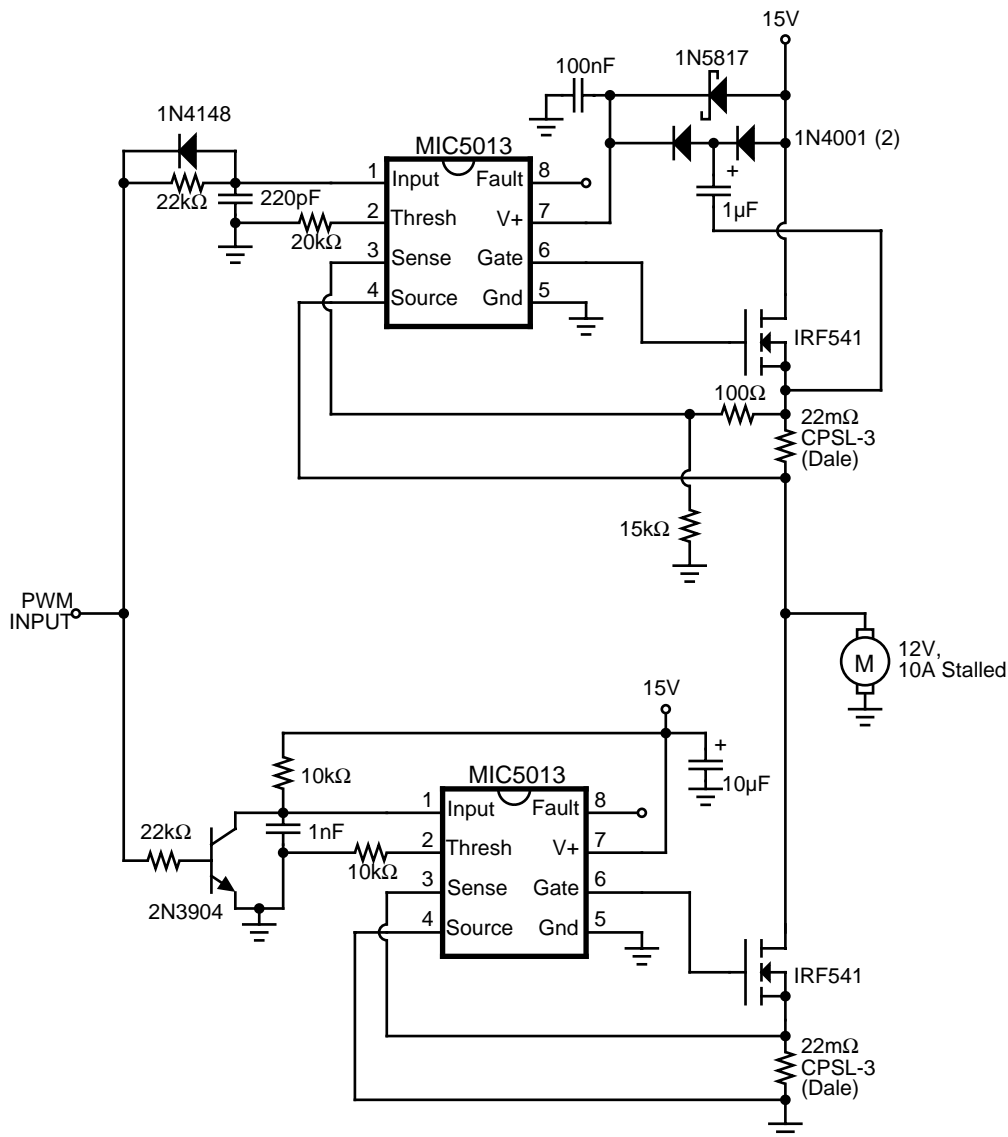 15V
100nF
1N5817
1N4148
MIC5013
1N4001 (2)
1 Input Fault 8
22kΩ
220pF
+
1µF
2 Thresh V+ 7
20kΩ
3 Sense Gate 6
4 Source Gnd 5
IRF541
100Ω
22mΩ
CPSL-3
(Dale)
15kΩ
PWM
INPUT
M
12V,
10A Stalled
15V
+
10kΩ
MIC5013
10µF
1 Input Fault 8
22kΩ
1nF
2 Thresh V+ 7
10kΩ
3 Sense Gate 6
2N3904
4 Source Gnd 5
IRF541
22mΩ
CPSL-3
(Dale)